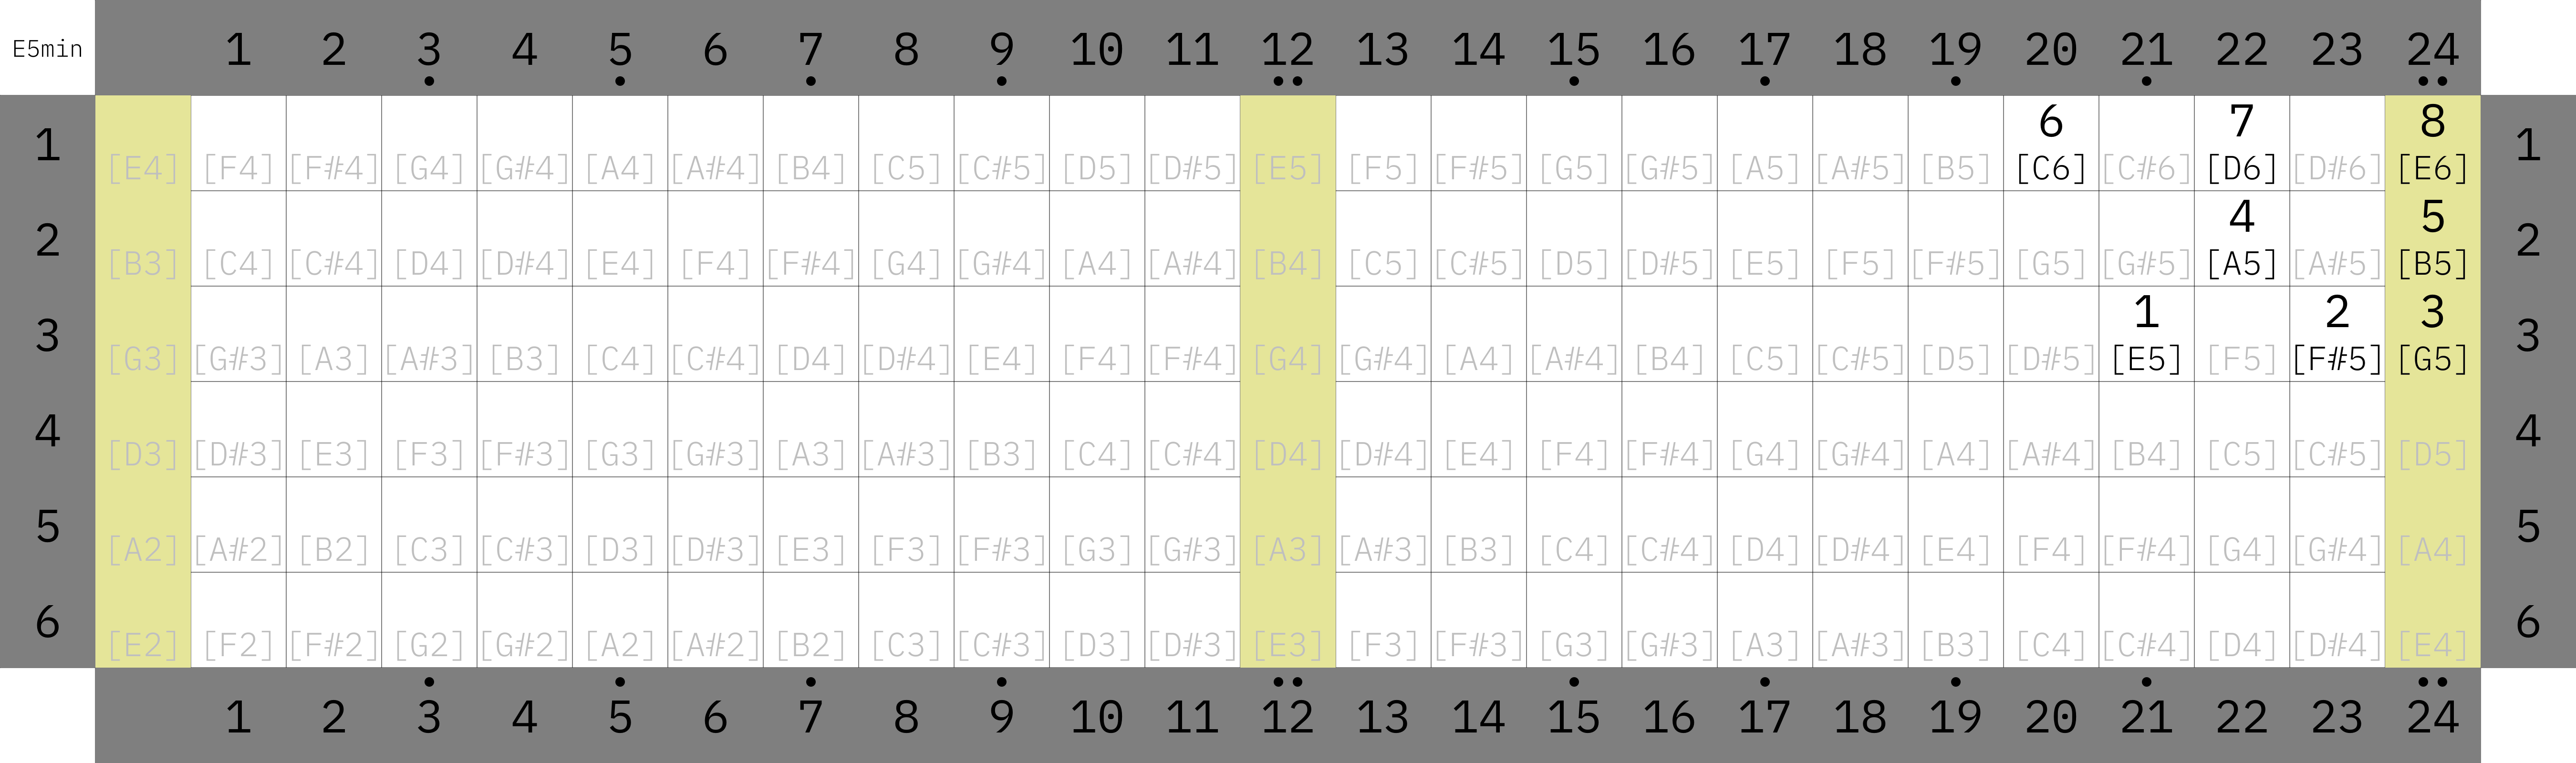 E5min 1 2 3 4 5 6 7 8 9 10 11 12 13 14 15 16 17 18 19 20 21 22 23 24
6 7 8
1 [E4] [F4] [F#4] [G4] [G#4] [A4] [A#4] [B4] [C5] [C#5] [D5] [D#5] [E5] [F5] [F#5] [G5] [G#5] [A5] [A#5] [B5] [C6] [C#6] [D6] [D#6] [E6] 1
4 5
2 [B3] [C4] [C#4] [D4] [D#4] [E4] [F4] [F#4] [G4] [G#4] [A4] [A#4] [B4] [C5] [C#5] [D5] [D#5] [E5] [F5] [F#5] [G5] [G#5] [A5] [A#5] [B5] 2
1 2 3
3 [G3] [G#3] [A3] [A#3] [B3] [C4] [C#4] [D4] [D#4] [E4] [F4] [F#4] [G4] [G#4] [A4] [A#4] [B4] [C5] [C#5] [D5] [D#5] [E5] [F5] [F#5] [G5] 3
4 [D3] [D#3] [E3] [F3] [F#3] [G3] [G#3] [A3] [A#3] [B3] [C4] [C#4] [D4] [D#4] [E4] [F4] [F#4] [G4] [G#4] [A4] [A#4] [B4] [C5] [C#5] [D5] 4
5 [A2] [A#2] [B2] [C3] [C#3] [D3] [D#3] [E3] [F3] [F#3] [G3] [G#3] [A3] [A#3] [B3] [C4] [C#4] [D4] [D#4] [E4] [F4] [F#4] [G4] [G#4] [A4] 5
6 [E2] [F2] [F#2] [G2] [G#2] [A2] [A#2] [B2] [C3] [C#3] [D3] [D#3] [E3] [F3] [F#3] [G3] [G#3] [A3] [A#3] [B3] [C4] [C#4] [D4] [D#4] [E4] 6
1 2 3 4 5 6 7 8 9 10 11 12 13 14 15 16 17 18 19 20 21 22 23 24